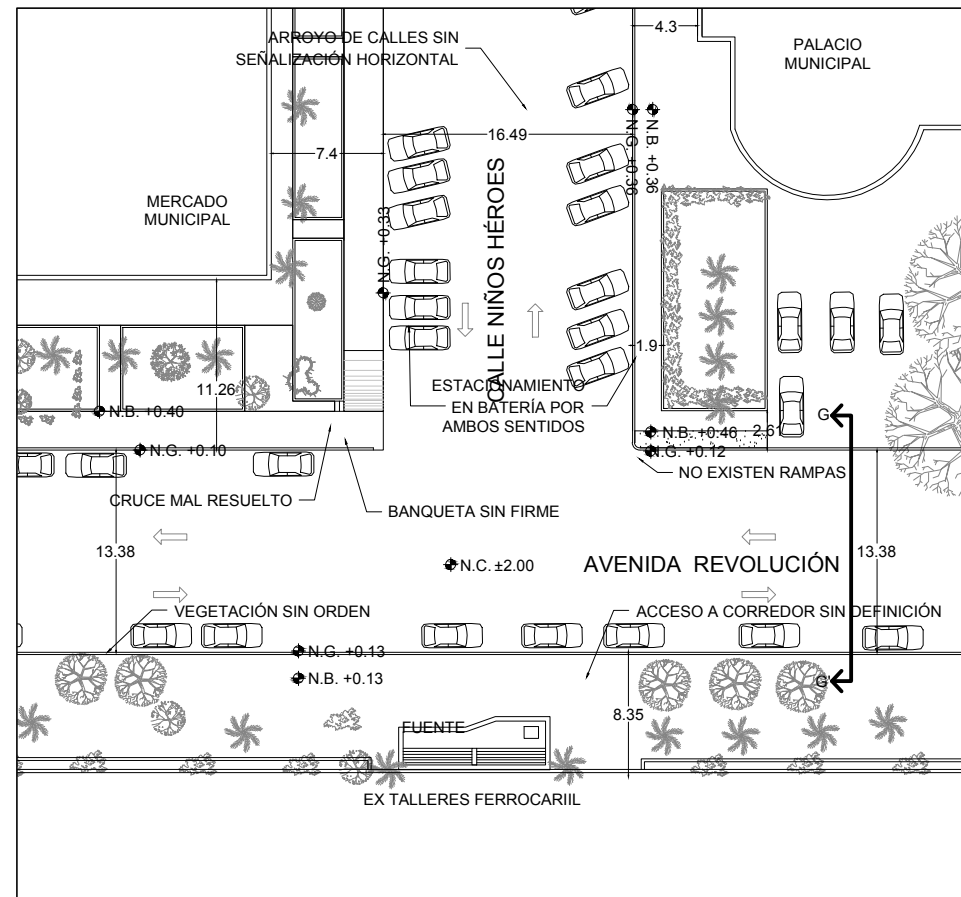 ARROYO DE CALLES SIN
SEÑALIZACIÓN HORIZONTAL
4.3
PALACIO
MUNICIPAL
16.49
7.4
N.G. +0.36
N.B. +0.36
MERCADO
MUNICIPAL
N.G. +0.33
CALLE NIÑOS HÉROES
1.9
11.26
ESTACIONAMIENTO
EN BATERÍA POR
AMBOS SENTIDOS
N.B. +0.40
G
N.B. +0.46
2.61
N.G. +0.10
N.G. +0.12
NO EXISTEN RAMPAS
CRUCE MAL RESUELTO
BANQUETA SIN FIRME
13.38
13.38
N.C. ±2.00
AVENIDA REVOLUCIÓN
VEGETACIÓN SIN ORDEN
ACCESO A CORREDOR SIN DEFINICIÓN
N.G. +0.13
N.B. +0.13
G'
8.35
FUENTE
EX TALLERES FERROCARIIL